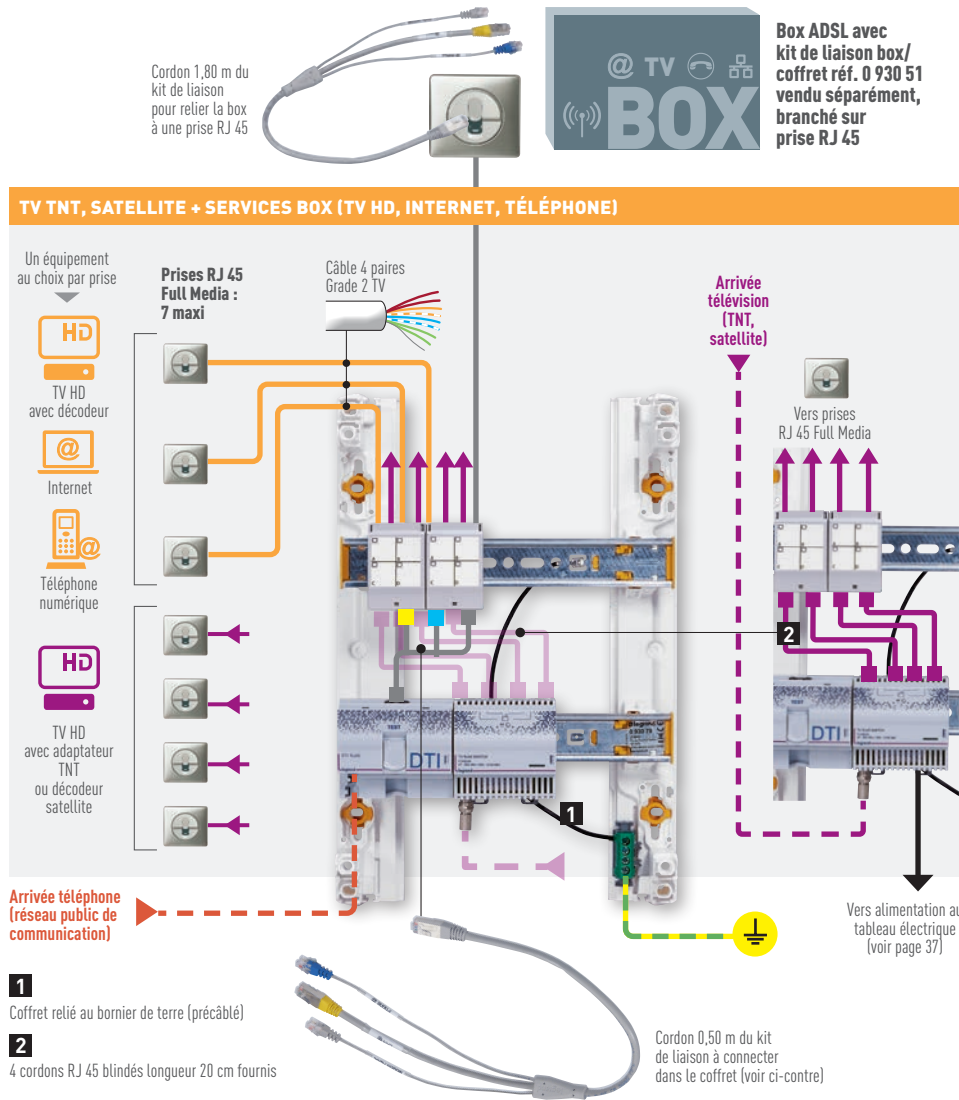 Cordon 1,80 m du
kit de liaison
pour relier la box
à une prise RJ 45
@ TV
BOX
Box ADSL avec
kit de liaison box/
coffret réf. 0 930 51
vendu séparément,
branché sur
prise RJ 45
TV TNT, SATELLITE + SERVICES BOX (TV HD, INTERNET, TÉLÉPHONE)
Un équipement
au choix par prise
Prises RJ 45
Full Media :
7 maxi
Câble 4 paires
Grade 2 TV
Arrivée
télévision
(TNT,
satellite)
HD
TV HD
avec décodeur
Vers prises
RJ 45 Full Media
@
Internet
@
Téléphone
numérique
2
HD
TV HD
avec adaptateur
TNT
ou décodeur
satellite
TEST
DTI
legrand
TEST
DTI
1
Arrivée téléphone
(réseau public de
communication)
Vers alimentation au
tableau électrique
(voir page 37)
1
Coffret relié au bornier de terre (précâblé)
2
4 cordons RJ 45 blindés longueur 20 cm fournis
Cordon 0,50 m du kit
de liaison à connecter
dans le coffret (voir ci-contre)